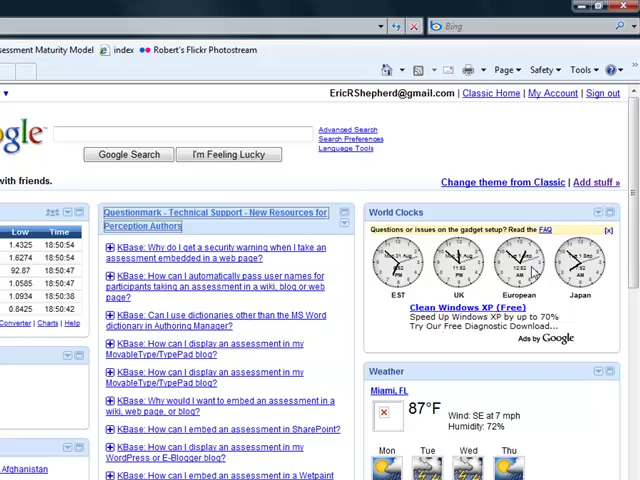 Bing
ssessment Maturity Model index Robert's Flickr Photostream
Page Safety Tools
EricRShepherd@gmail.com | Classic Home | My Account | Sign out
ogle
Advanced Search
Search Preferences
Language Tools
Google Search I'm Feeling Lucky
with friends.
Change theme from Classic | Add stuff »
Low Time
1.4325 18:50:54
1.6274 18:50:54
92.87 18:50:47
1.0585 18:50:47
1.0934 18:50:38
0.8425 18:50:42
Converter | Charts | Help
Afghanistan
Questionmark - Technical Support - New Resources for
Perception Authors
KBase: Why do I get a security warning when I take an
assessment embedded in a web page?
KBase: How can I automatically pass user names for
participants taking an assessment in a wiki, blog or web
page?
KBase: Can I use dictionaries other than the MS Word
dictionary in Authoring Manager?
KBase: How can I display an assessment in my
MovableType/TypePad blog?
KBase: How can I display an assessment in my
MovableType/TypePad blog?
KBase: Why would I want to embed an assessment in a
wiki, web page, or blog?
KBase: How can I embed an assessment in SharePoint?
KBase: How can I display an assessment in my
WordPress or E-Blogger blog?
KBase: How can I embed an assessment in a Wetpaint
World Clocks
Questions or issues on the gadget setup? Read the FAQ [x]
EST UK European Japan
Clean Windows XP (Free)
Speed Up Windows XP by up to 70%
Try Our Free Diagnostic Download...
Ads by Google
Weather
Miami, FL
87°F
Wind: SE at 7 mph
Humidity: 72%
Mon Tue Wed Thu